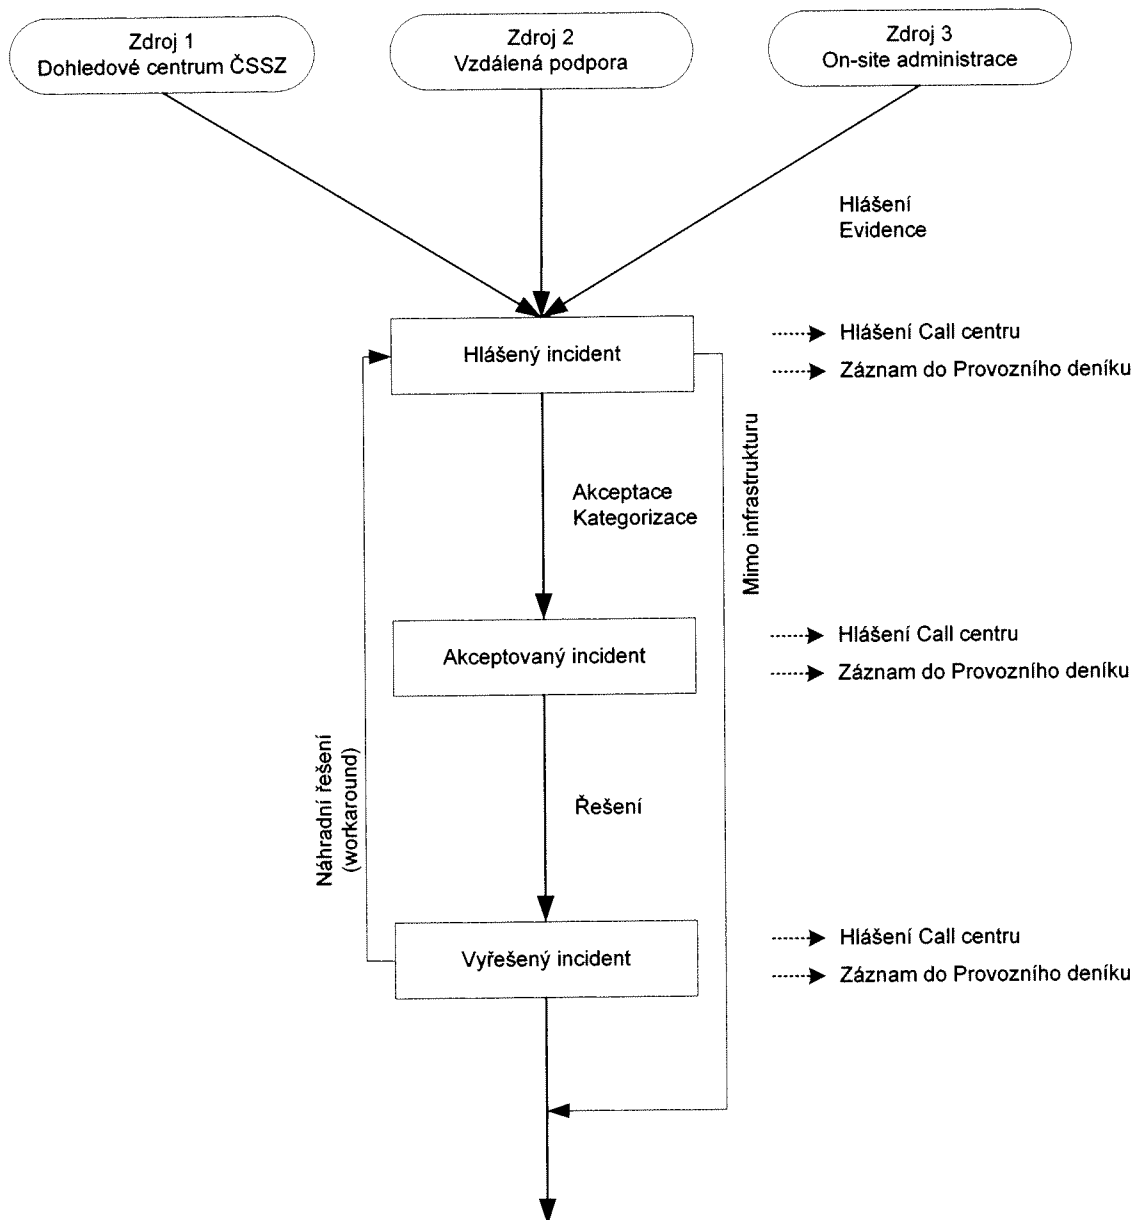 Zdroj 1
Dohledové centrum ČSSZ
Zdroj 2
Vzdálená podpora
Zdroj 3
On-site administrace
Hlášení
Evidence
Hlášený incident
Hlášení Call centru
Záznam do Provozního deníku
Akceptace
Kategorizace
Mimo infrastrukturu
Akceptovaný incident
Hlášení Call centru
Záznam do Provozního deníku
Náhradní řešení
(workaround)
Řešení
Vyřešený incident
Hlášení Call centru
Záznam do Provozního deníku